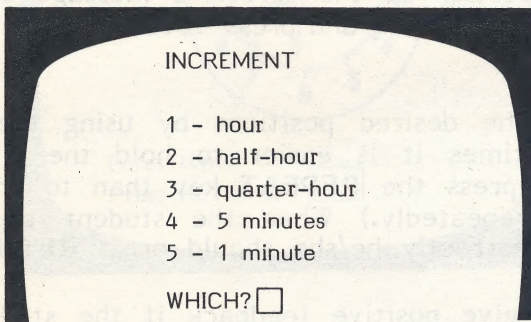 INCREMENT
1 - hour
2 - half-hour
3 - quarter-hour
4 - 5 minutes
5 - 1 minute
WHICH?